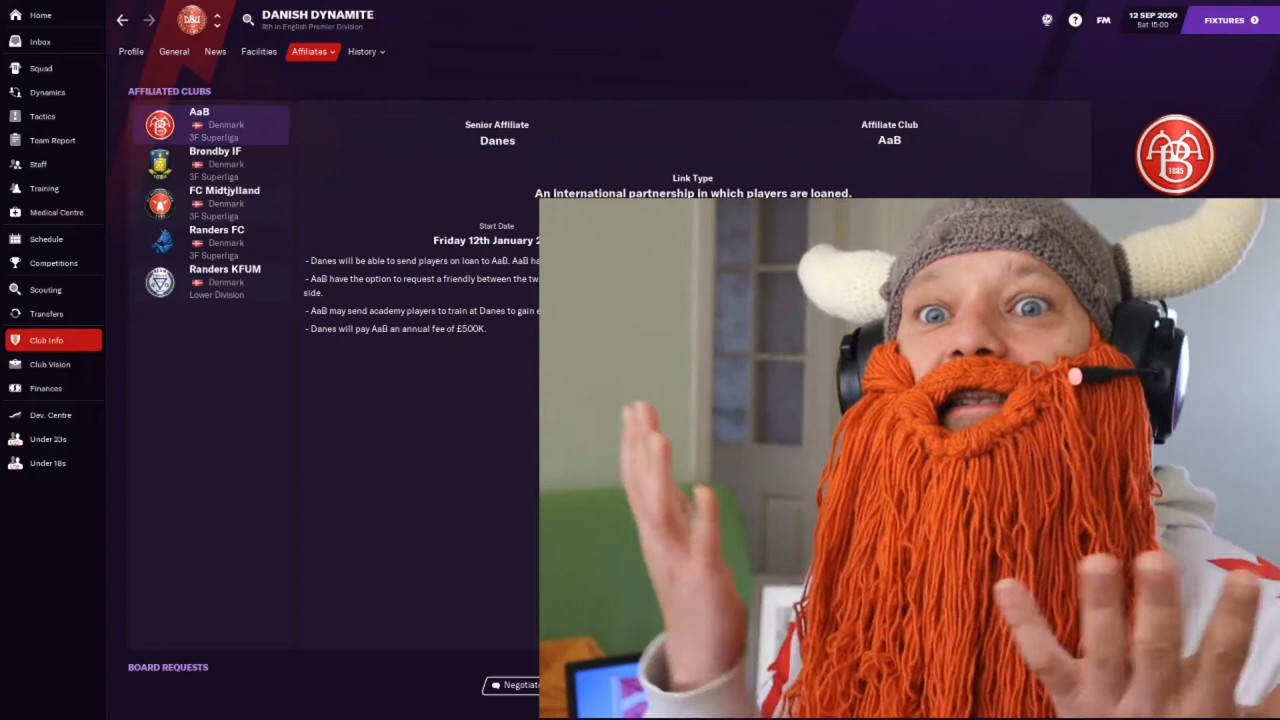 Home
Inbox
Squad
Dynamics
Tactics
Team Report
Staff
Training
Medical Centre
Schedule
Competitions
Scouting
Transfers
Club Info
Club Vision
Finances
Dev. Centre
Under 23s
Under 18s
DBU
DANISH DYNAMITE
8th in English Premier Division
?
FM
12 SEP 2020
Sat 15:00
FIXTURES
Profile
General
News
Facilities
Affiliates
History
AFFILIATED CLUBS
AaB
Denmark
3F Superliga
Brøndby IF
Denmark
3F Superliga
FC Midtjylland
Denmark
3F Superliga
Randers FC
Denmark
3F Superliga
Randers KFUM
Denmark
Lower Division
Senior Affiliate
Danes
Affiliate Club
AaB
1885
Link Type
An international partnership in which players are loaned.
Start Date
Friday 12th January 2
- Danes will be able to send players on loan to AaB. AaB ha
- AaB have the option to request a friendly between the tw
side.
- AaB may send academy players to train at Danes to gain e
- Danes will pay AaB an annual fee of £500K.
BOARD REQUESTS
Negotiate